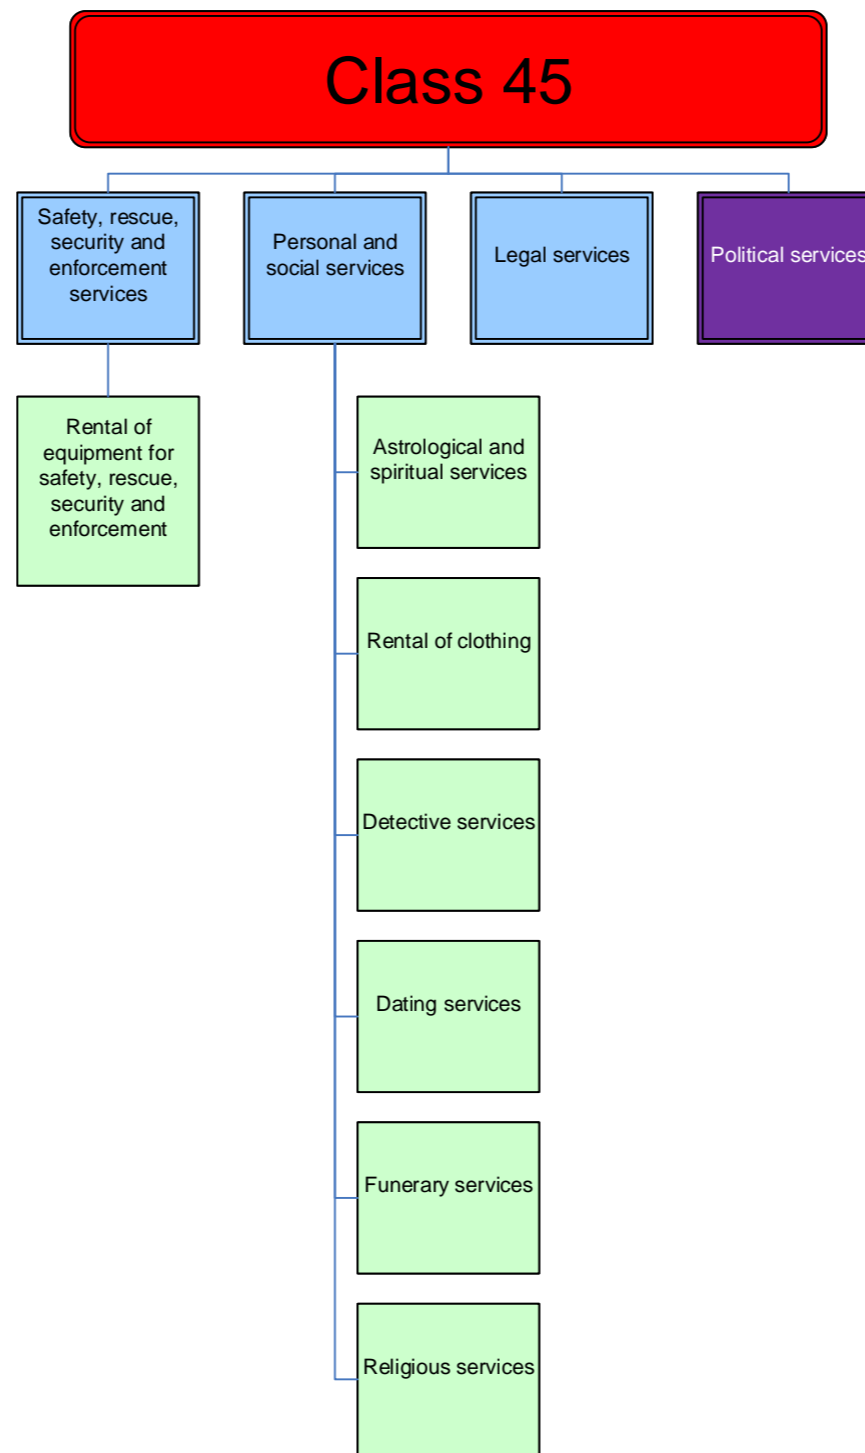 Class 45
Safety, rescue,
security and
enforcement
services
Personal and
social services
Legal services
Political services
Rental of
equipment for
safety, rescue,
security and
enforcement
Astrological and
spiritual services
Rental of clothing
Detective services
Dating services
Funerary services
Religious services